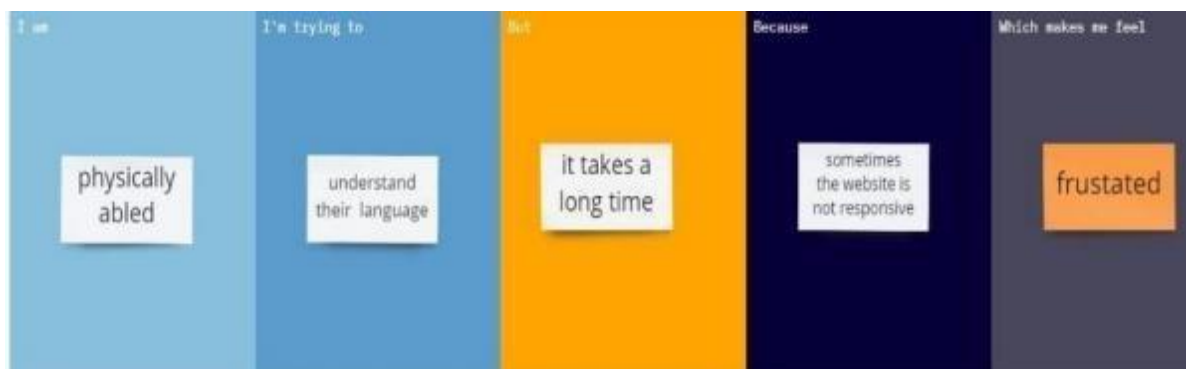 I am
I'm trying to
But
Because
Which makes me feel
physically
abled
understand
their language
it takes a
long time
sometimes
the website is
not responsive
frustated